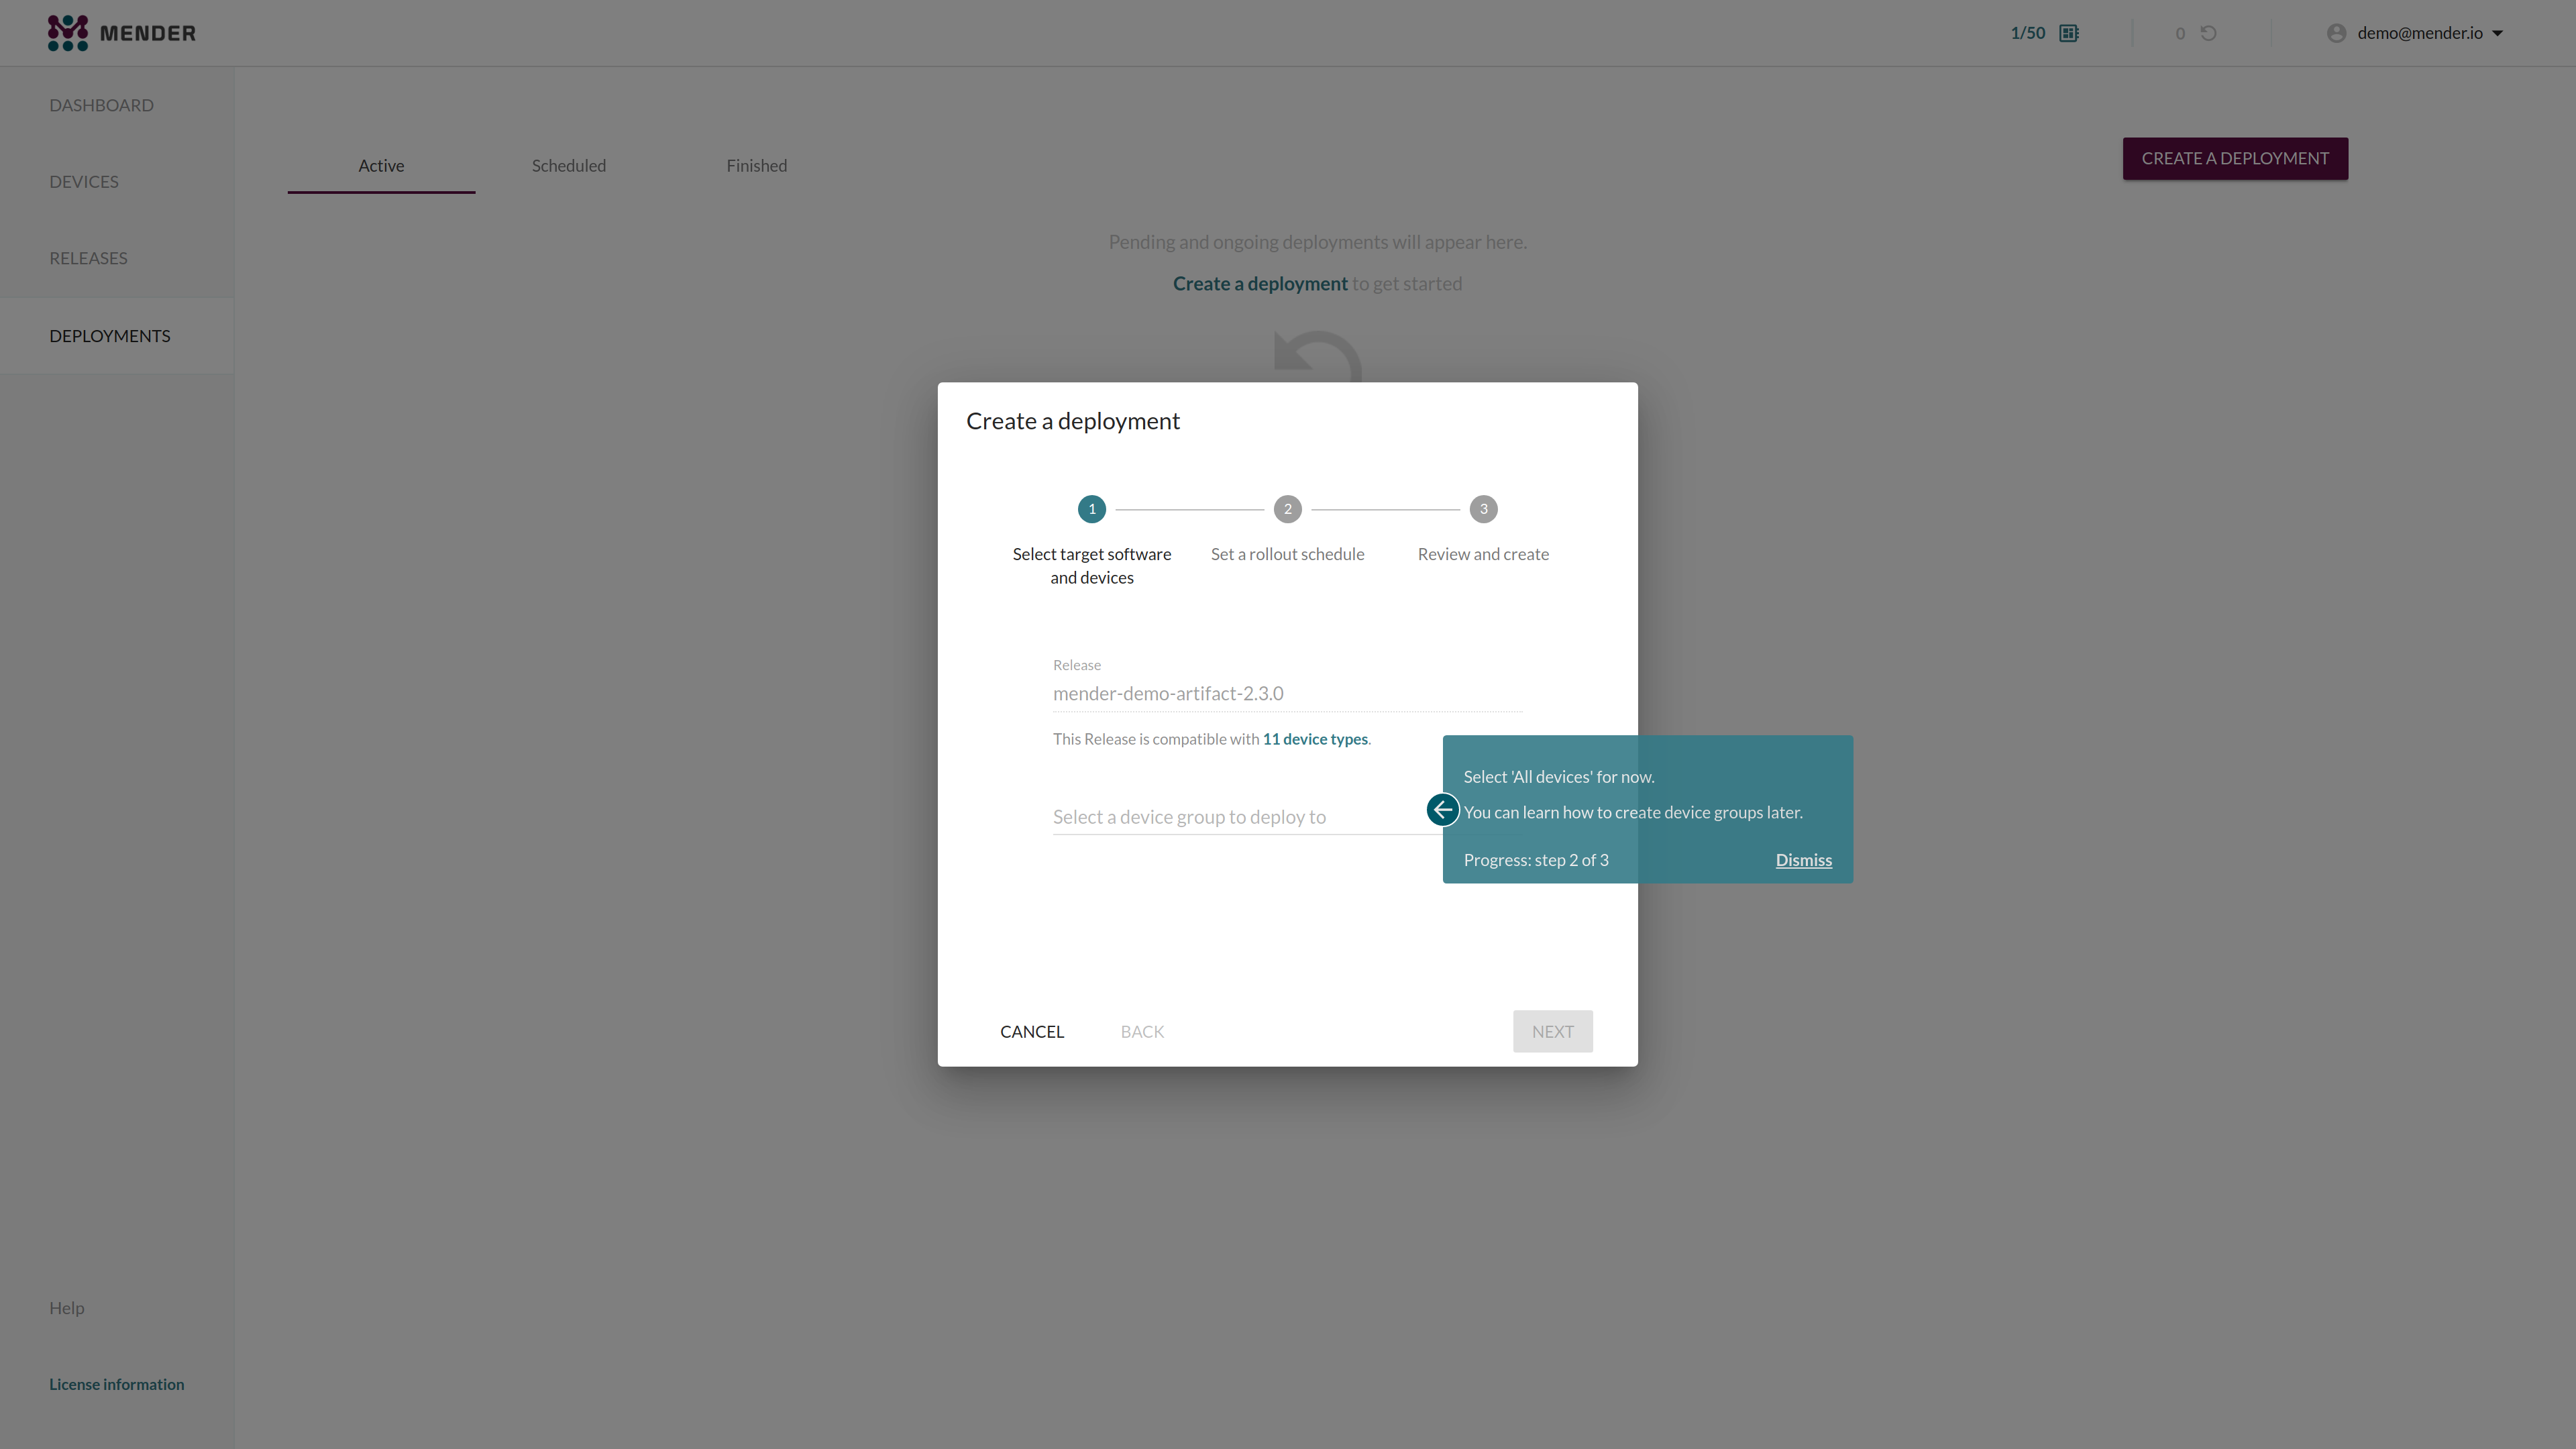 MENDER
1/50
0
demo@mender.io
DASHBOARD
DEVICES
RELEASES
DEPLOYMENTS
Active
Scheduled
Finished
CREATE A DEPLOYMENT
Pending and ongoing deployments will appear here.
Create a deployment to get started
Create a deployment
1
2
3
Select target software
and devices
Set a rollout schedule
Review and create
Release
mender-demo-artifact-2.3.0
This Release is compatible with 11 device types.
Select a device group to deploy to
Select 'All devices' for now.
You can learn how to create device groups later.
Progress: step 2 of 3
Dismiss
CANCEL
BACK
NEXT
Help
License information